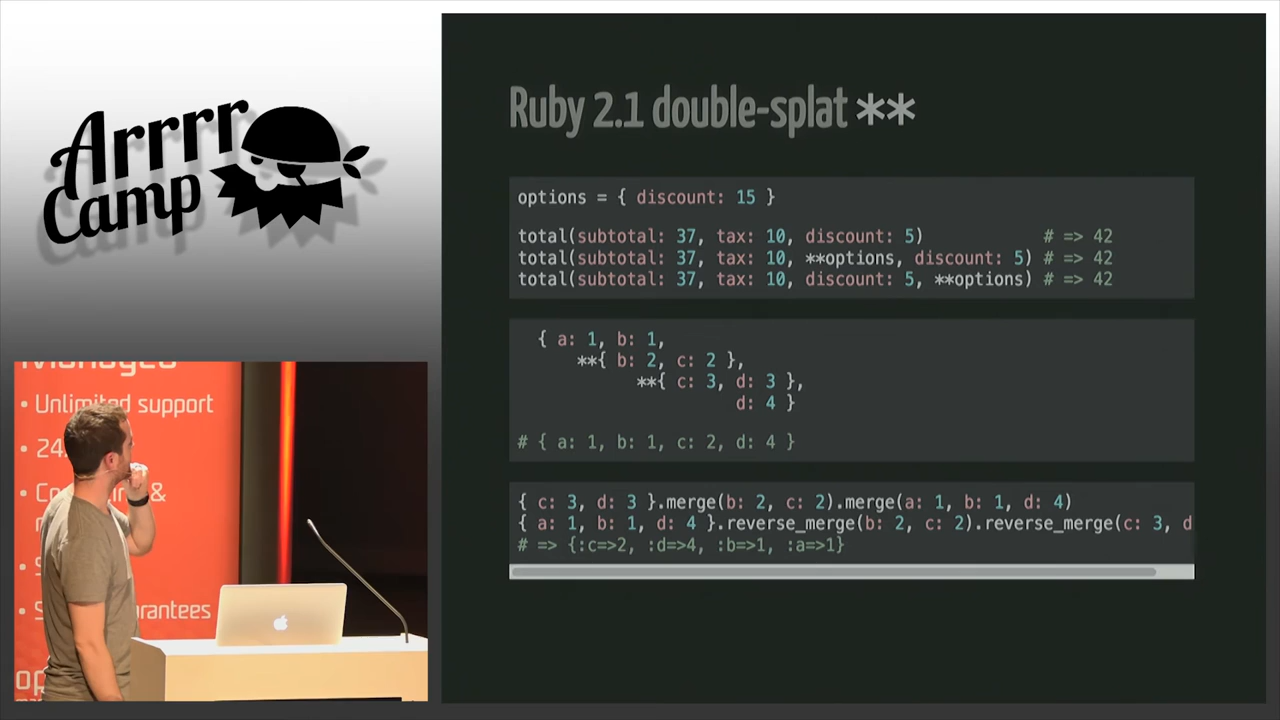 Arrrr
Camp
Ruby 2.1 double-splat **
options = { discount: 15 }
total(subtotal: 37, tax: 10, discount: 5) # => 42
total(subtotal: 37, tax: 10, **options, discount: 5) # => 42
total(subtotal: 37, tax: 10, discount: 5, **options) # => 42
{ a: 1, b: 1,
**{ b: 2, c: 2 },
**{ c: 3, d: 3 },
d: 4 }
# { a: 1, b: 1, c: 2, d: 4 }
{ c: 3, d: 3 }.merge(b: 2, c: 2).merge(a: 1, b: 1, d: 4)
{ a: 1, b: 1, d: 4 }.reverse_merge(b: 2, c: 2).reverse_merge(c: 3, d
# => {:c=>2, :d=>4, :b=>1, :a=>1}
Managed
• Unlimited support
• 24
• Co &
•
• S
• S rantees
op